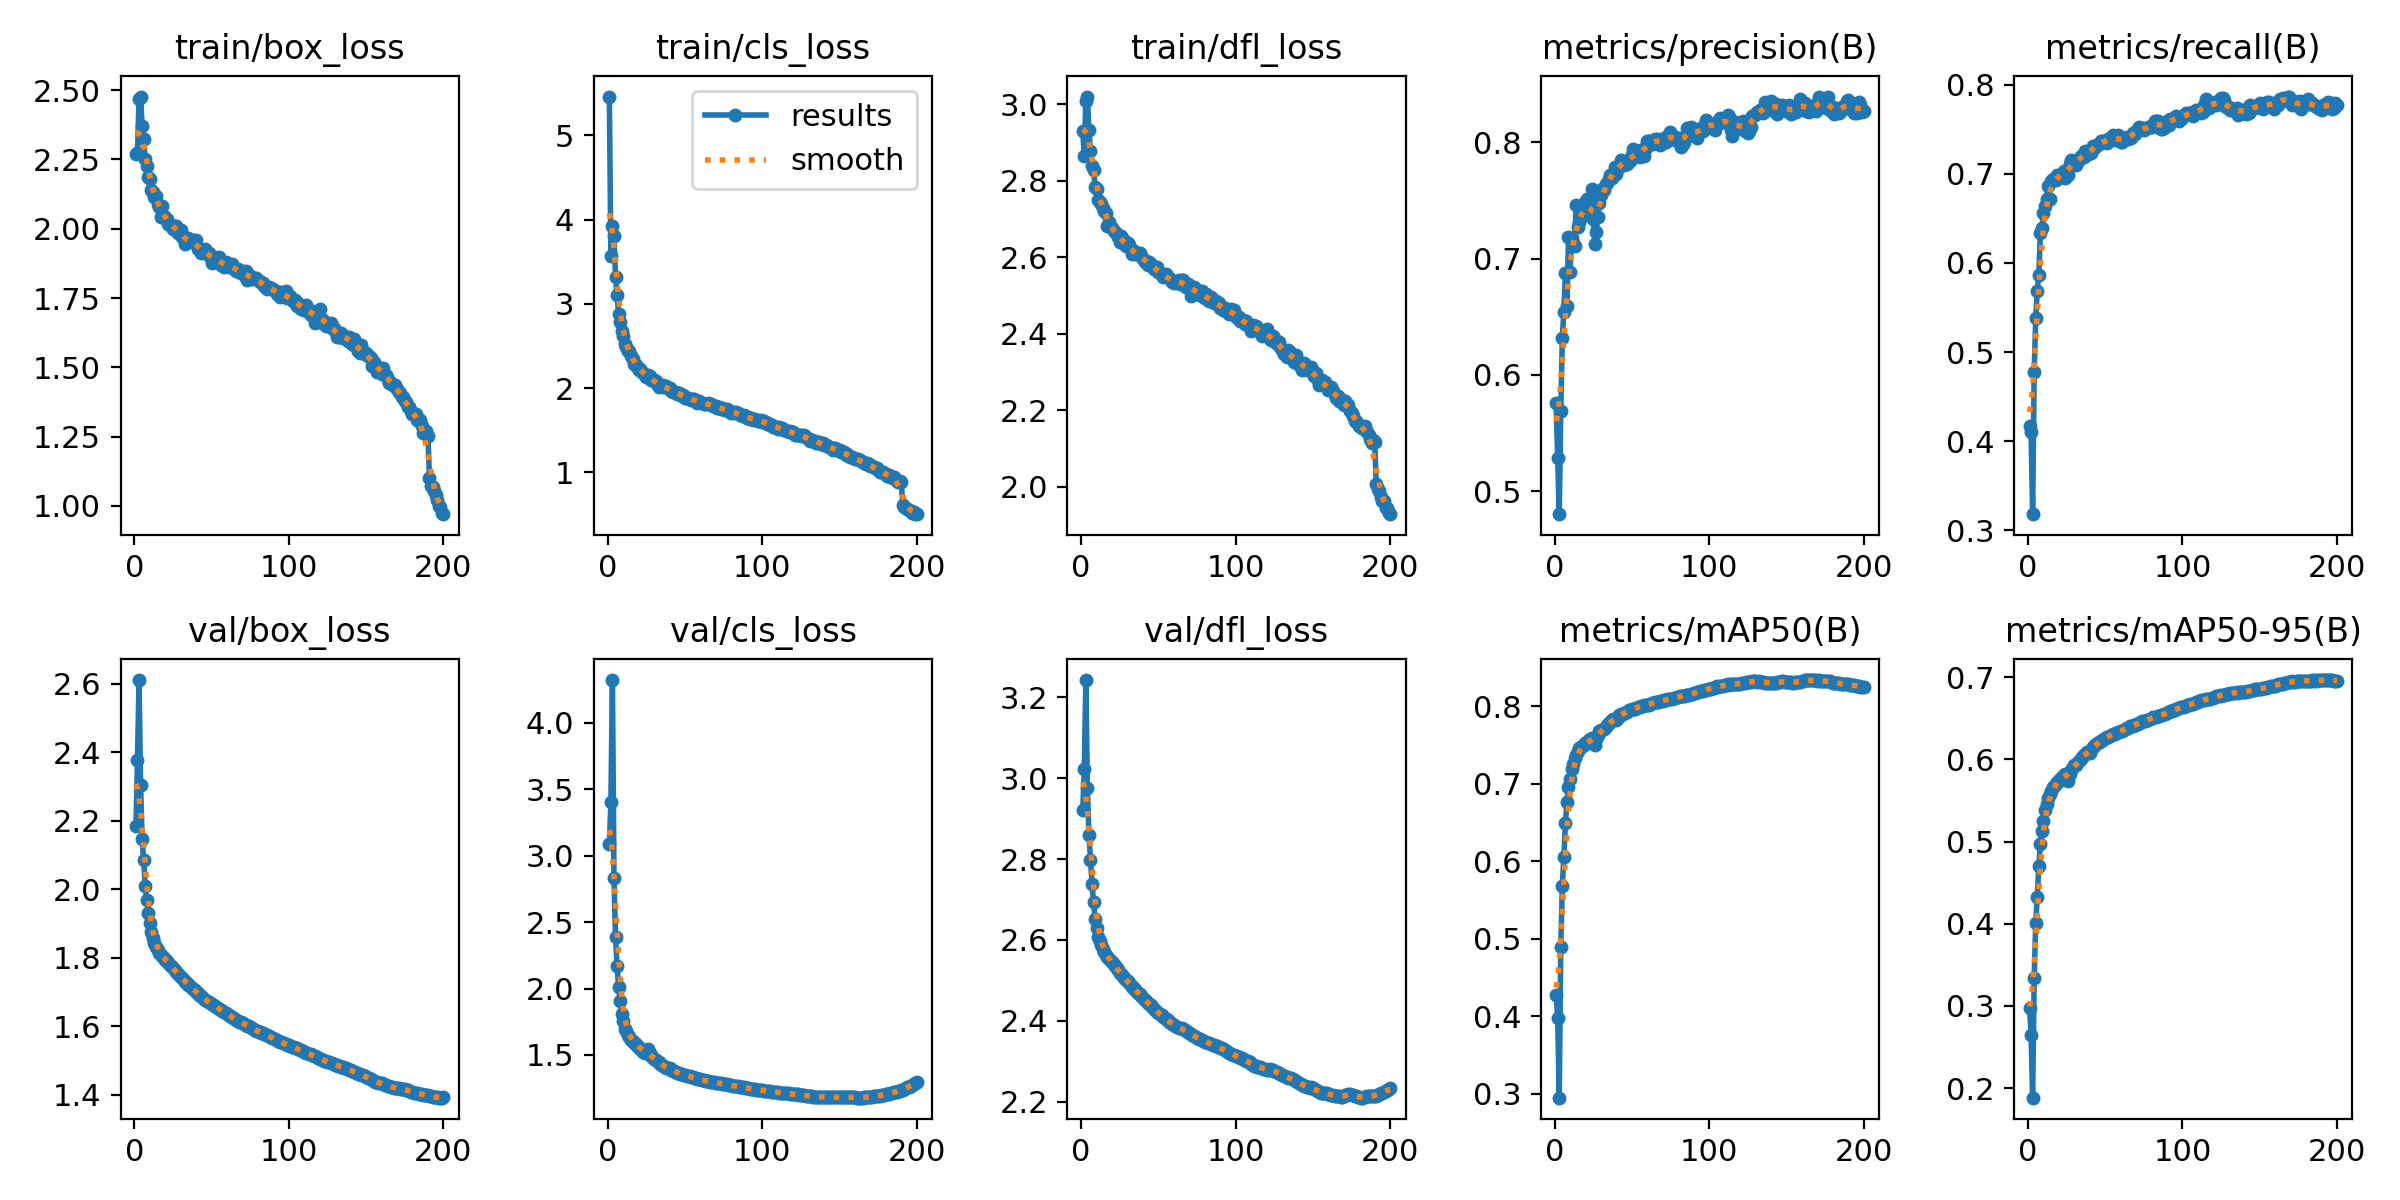 train/box_loss
2.50
2.25
2.00
1.75
1.50
1.25
1.00
0 100 200
train/cls_loss
results
smooth
5
4
3
2
1
0 100 200
train/dfl_loss
3.0
2.8
2.6
2.4
2.2
2.0
0 100 200
metrics/precision(B)
0.8
0.7
0.6
0.5
0 100 200
metrics/recall(B)
0.8
0.7
0.6
0.5
0.4
0.3
0 100 200
val/box_loss
2.6
2.4
2.2
2.0
1.8
1.6
1.4
0 100 200
val/cls_loss
4.0
3.5
3.0
2.5
2.0
1.5
0 100 200
val/dfl_loss
3.2
3.0
2.8
2.6
2.4
2.2
0 100 200
metrics/mAP50(B)
0.8
0.7
0.6
0.5
0.4
0.3
0 100 200
metrics/mAP50-95(B)
0.7
0.6
0.5
0.4
0.3
0.2
0 100 200